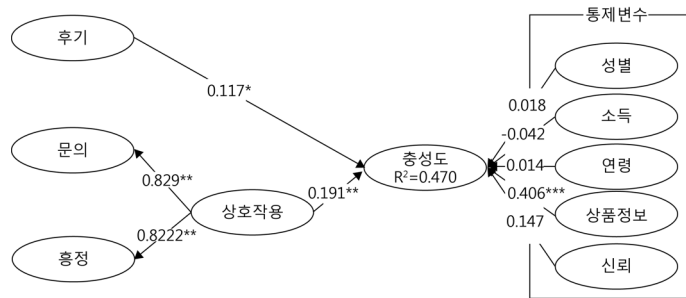 통제변수
후기
성별
0.117*
0.018
소득
-0.042
문의
충성도
R²=0.470
0.014
연령
0.829**
0.191**
0.406***
상호작용
상품정보
0.147
0.8222**
흥정
신뢰